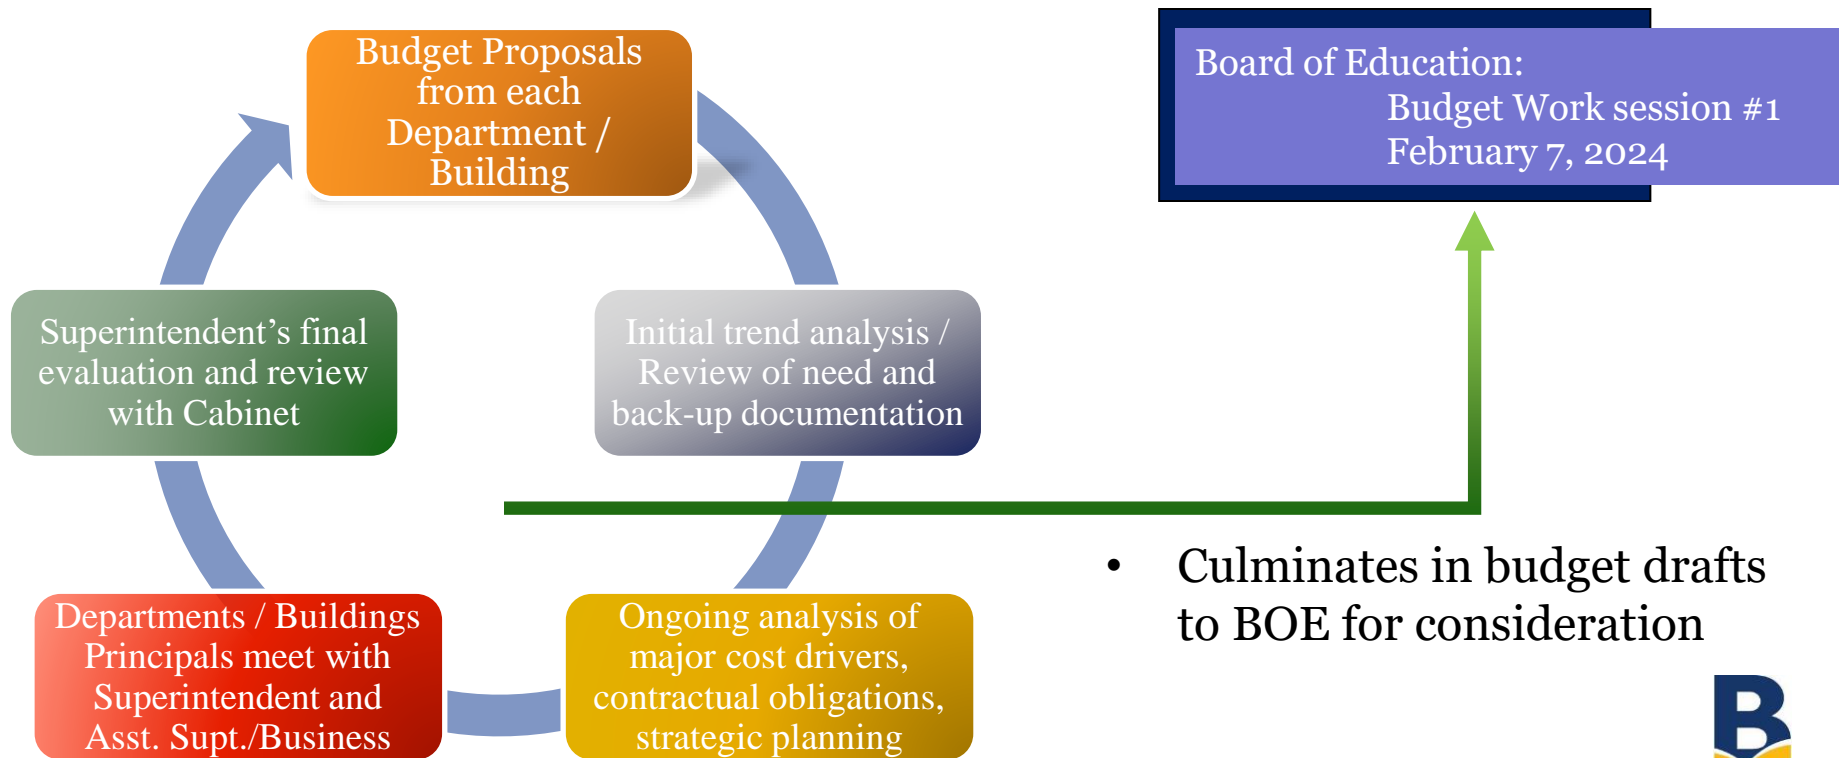 Budget Proposals
from each
Department /
Building
Board of Education:
Budget Work session #1
February 7, 2024
Superintendent’s final
evaluation and review
with Cabinet
Initial trend analysis /
Review of need and
back-up documentation
Departments / Buildings
Principals meet with
Superintendent and
Asst. Supt./Business
Ongoing analysis of
major cost drivers,
contractual obligations,
strategic planning
• Culminates in budget drafts
to BOE for consideration
B